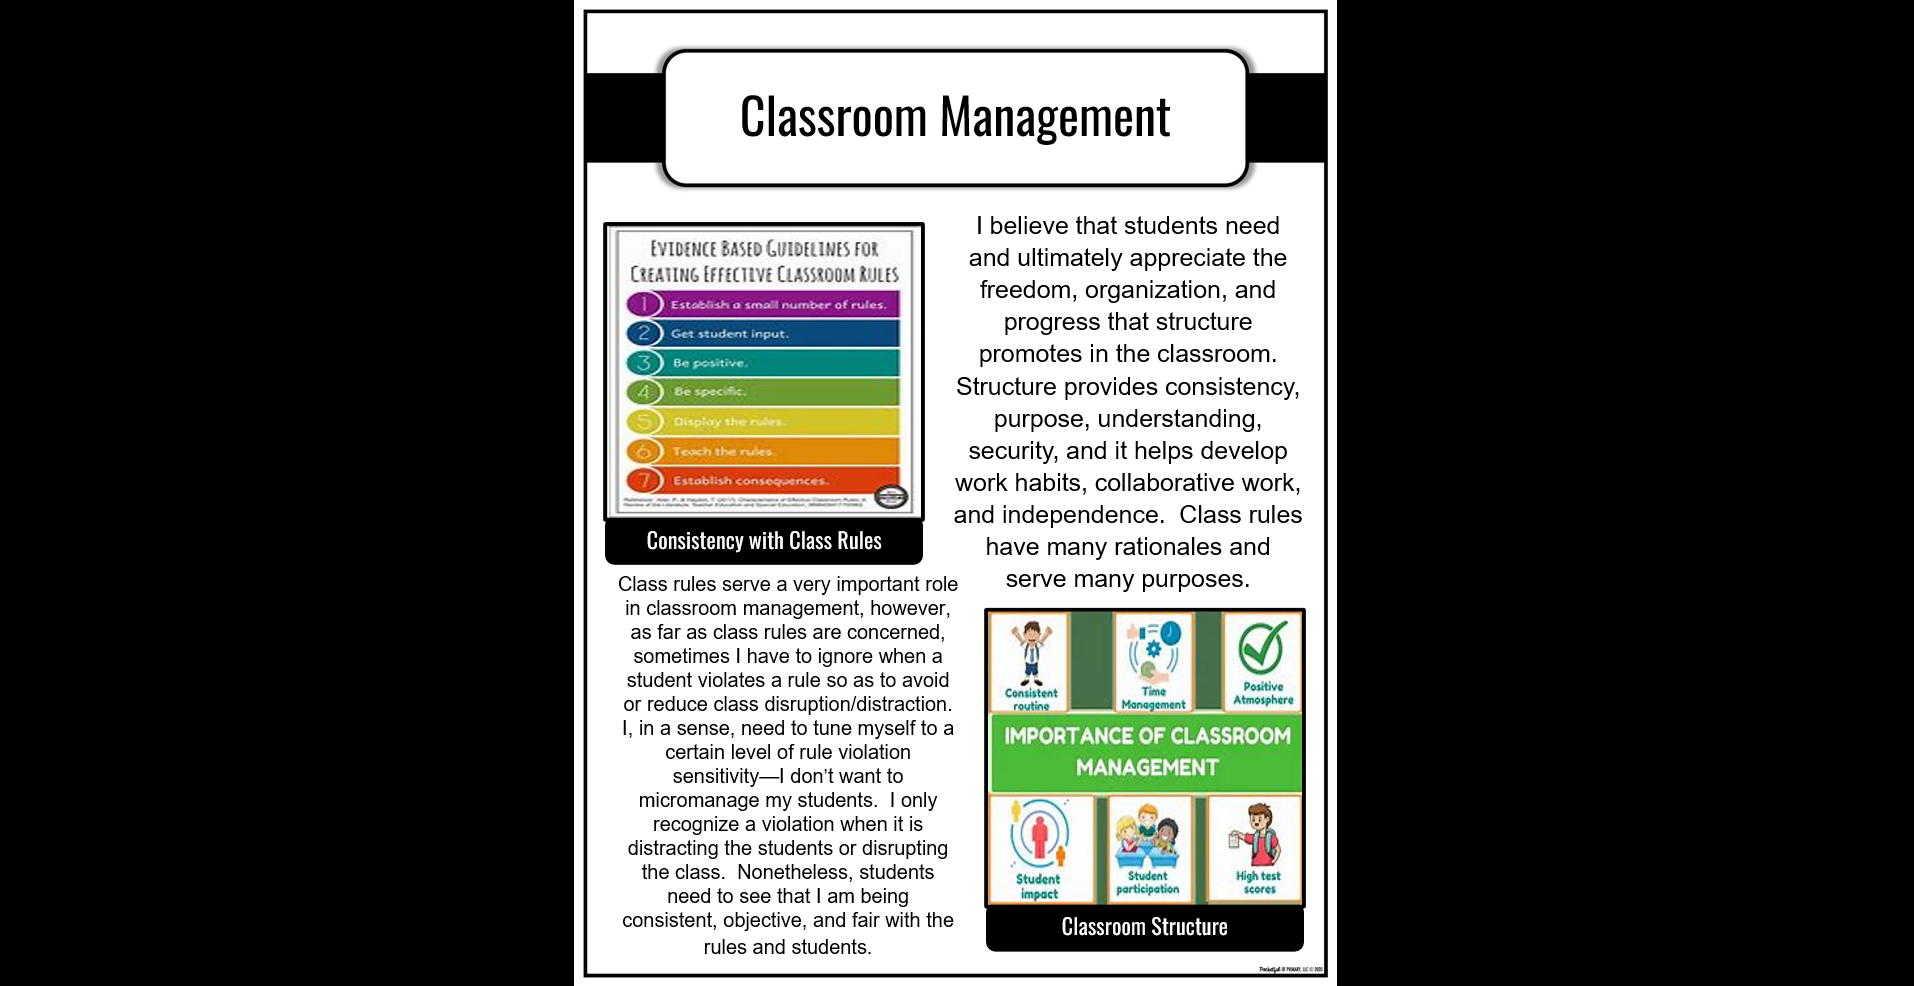 Classroom Management
EVIDENCE BASED GUIDELINES FOR
CREATING EFFECTIVE CLASSROOM RULES
1 Establish a small number of rules.
2 Get student input.
3 Be positive.
4 Be specific.
5 Display the rules.
6 Teach the rules.
7 Establish consequences.
Consistency with Class Rules
Class rules serve a very important role
in classroom management, however,
as far as class rules are concerned,
sometimes I have to ignore when a
student violates a rule so as to avoid
or reduce class disruption/distraction.
I, in a sense, need to tune myself to a
certain level of rule violation
sensitivity—I don’t want to
micromanage my students.  I only
recognize a violation when it is
distracting the students or disrupting
the class.  Nonetheless, students
need to see that I am being
consistent, objective, and fair with the
rules and students.
I believe that students need
and ultimately appreciate the
freedom, organization, and
progress that structure
promotes in the classroom.
Structure provides consistency,
purpose, understanding,
security, and it helps develop
work habits, collaborative work,
and independence.  Class rules
have many rationales and
serve many purposes.
Consistent
routine
Time
Management
Positive
Atmosphere
IMPORTANCE OF CLASSROOM
MANAGEMENT
Student
impact
Student
participation
High test
scores
Classroom Structure
Pocketful OF PRIMARY, LLC © 2020